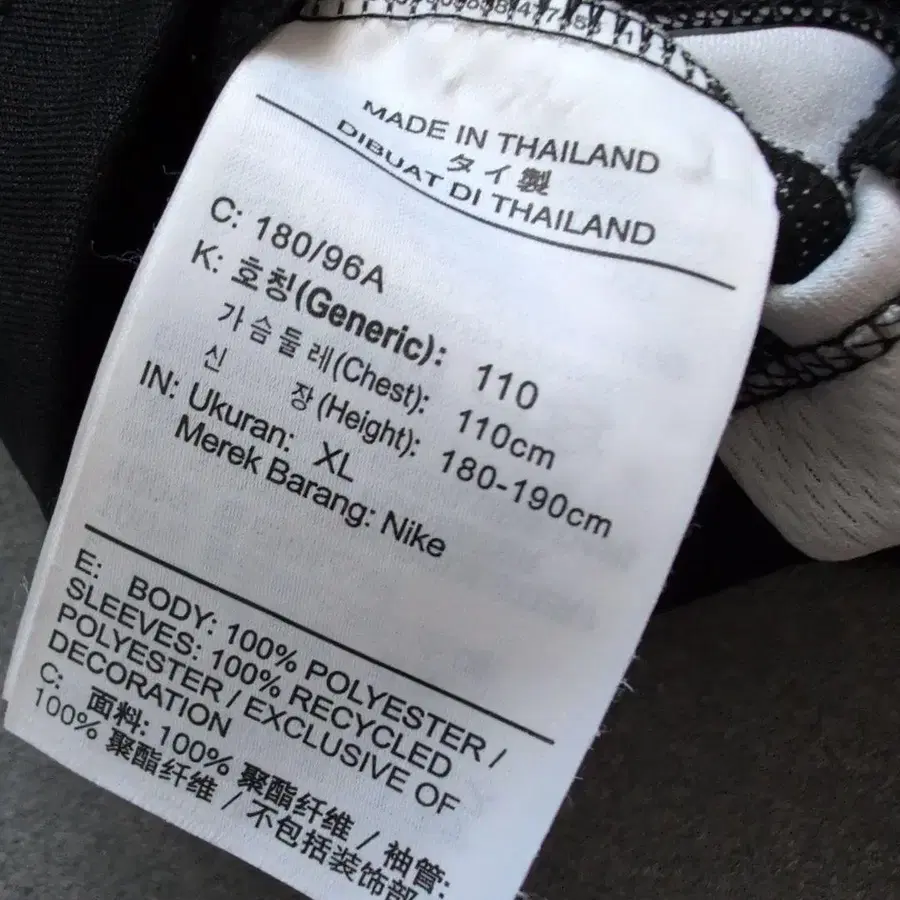 MADE IN THAILAND
タイ製
DIBUAT DI THAILAND
C: 180/96A
K: 호칭(Generic): 110
가슴둘레(Chest): 110cm
신 장(Height): 180-190cm
IN: Ukuran: XL
Merek Barang: Nike
E: BODY: 100% POLYESTER /
SLEEVES: 100% RECYCLED
POLYESTER / EXCLUSIVE OF
DECORATION
C: 面料: 100% 聚酯纤维 / 袖管:
100% 聚酯纤维 / 不包括装饰部